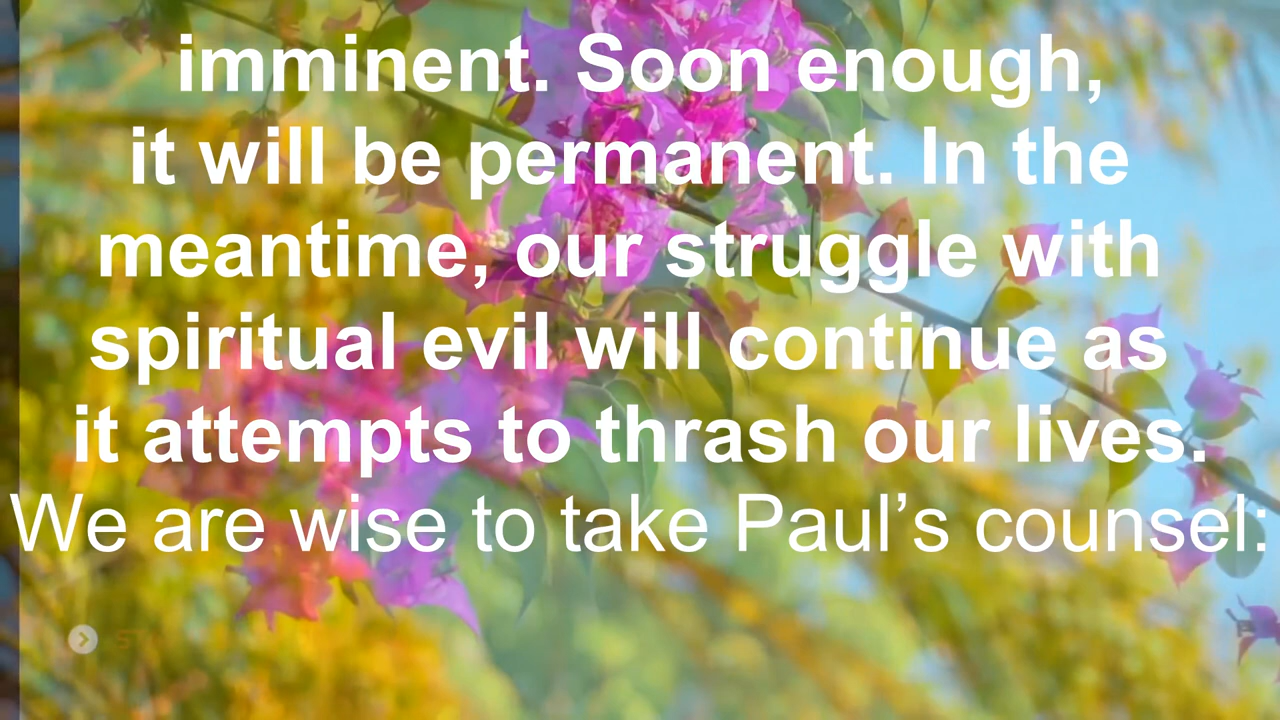 imminent. Soon enough,
it will be permanent. In the
meantime, our struggle with
spiritual evil will continue as
it attempts to thrash our lives.
We are wise to take Paul’s counsel: